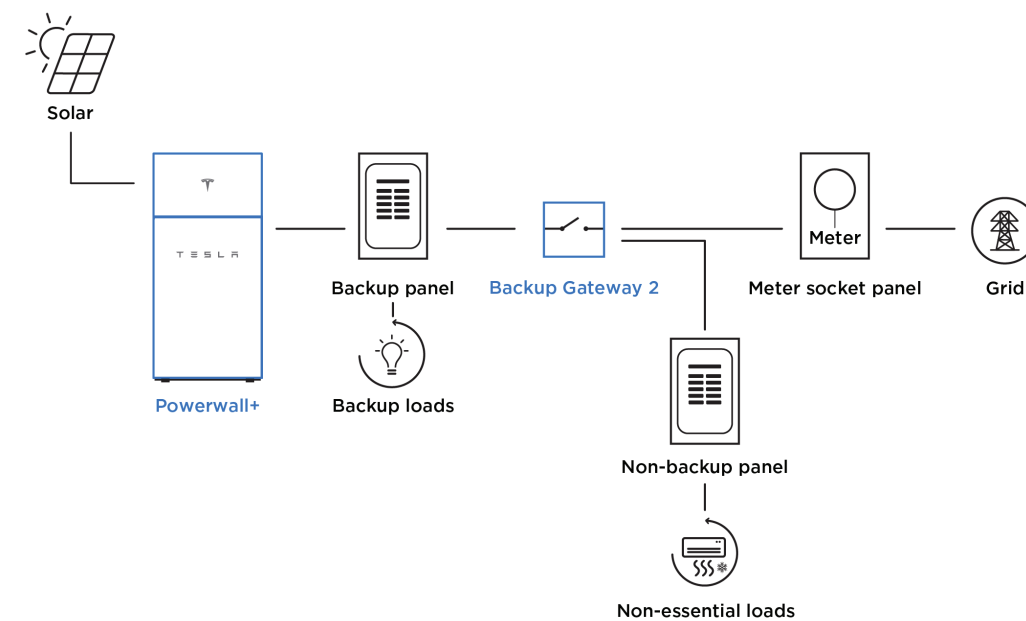 Solar
TESLA
Meter
Backup panel
Backup Gateway 2
Meter socket panel
Grid
Powerwall+
Backup loads
Non-backup panel
Non-essential loads